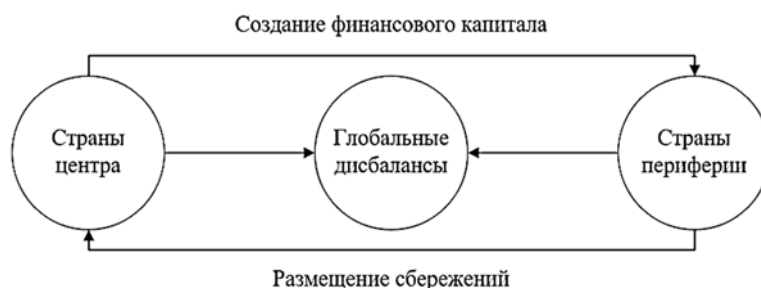 Создание финансового капитала
Страны
центра
Глобальные
дисбалансы
Страны
периферии
Размещение сбережений